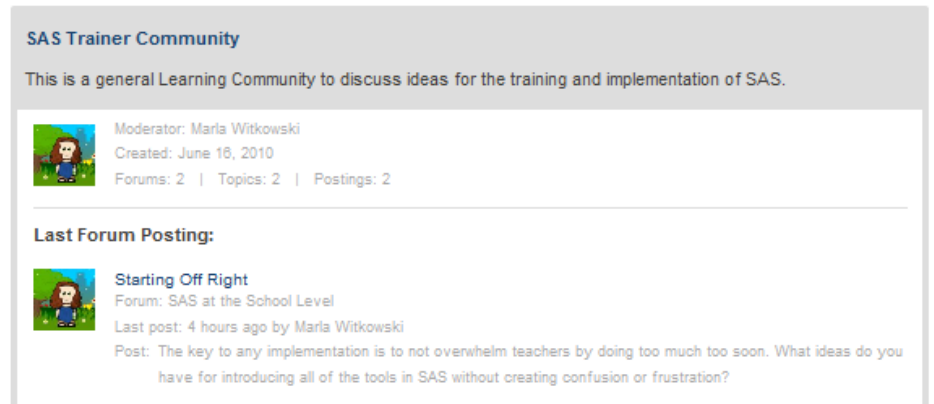 SAS Trainer Community
This is a general Learning Community to discuss ideas for the training and implementation of SAS.
Moderator: Marla Witkowski
Created: June 16, 2010
Forums: 2 | Topics: 2 | Postings: 2
Last Forum Posting:
Starting Off Right
Forum: SAS at the School Level
Last post: 4 hours ago by Marla Witkowski
Post: The key to any implementation is to not overwhelm teachers by doing too much too soon. What ideas do you
have for introducing all of the tools in SAS without creating confusion or frustration?